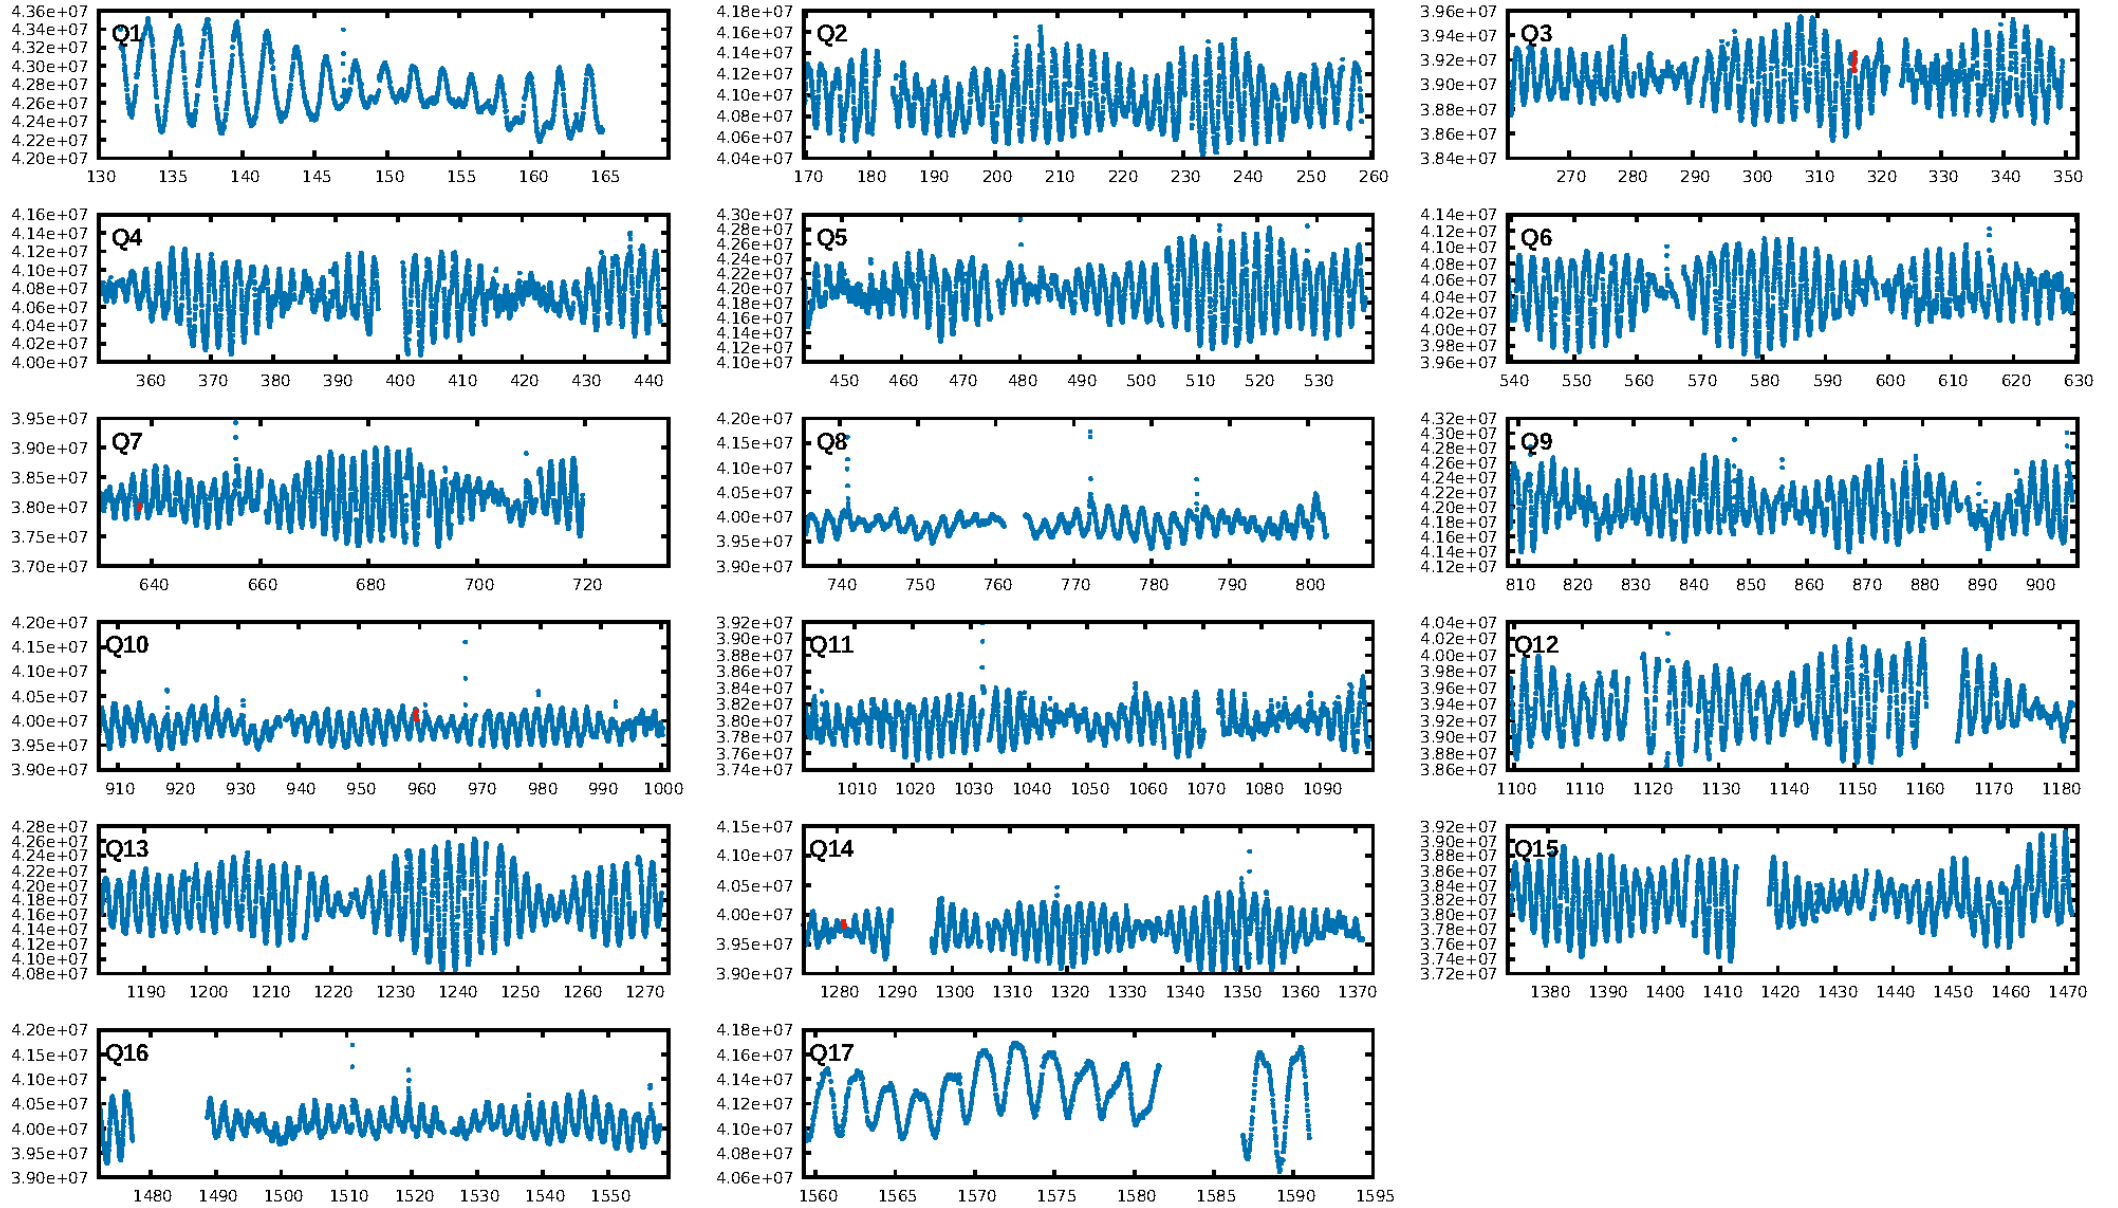 4.36e+07
4.34e+07
4.32e+07
4.30e+07
4.28e+07
4.26e+07
4.24e+07
4.22e+07
4.20e+07
Q1
130 135 140 145 150 155 160 165
4.18e+07
4.16e+07
4.14e+07
4.12e+07
4.10e+07
4.08e+07
4.06e+07
4.04e+07
Q2
170 180 190 200 210 220 230 240 250 260
3.96e+07
3.94e+07
3.92e+07
3.90e+07
3.88e+07
3.86e+07
3.84e+07
Q3
270 280 290 300 310 320 330 340 350
4.16e+07
4.14e+07
4.12e+07
4.10e+07
4.08e+07
4.06e+07
4.04e+07
4.02e+07
4.00e+07
Q4
360 370 380 390 400 410 420 430 440
4.30e+07
4.28e+07
4.26e+07
4.24e+07
4.22e+07
4.20e+07
4.18e+07
4.16e+07
4.14e+07
4.12e+07
4.10e+07
Q5
450 460 470 480 490 500 510 520 530
4.14e+07
4.12e+07
4.10e+07
4.08e+07
4.06e+07
4.04e+07
4.02e+07
4.00e+07
3.98e+07
3.96e+07
Q6
540 550 560 570 580 590 600 610 620 630
3.95e+07
3.90e+07
3.85e+07
3.80e+07
3.75e+07
3.70e+07
Q7
640 660 680 700 720
4.20e+07
4.15e+07
4.10e+07
4.05e+07
4.00e+07
3.95e+07
3.90e+07
Q8
740 750 760 770 780 790 800
4.32e+07
4.30e+07
4.28e+07
4.26e+07
4.24e+07
4.22e+07
4.20e+07
4.18e+07
4.16e+07
4.14e+07
4.12e+07
Q9
810 820 830 840 850 860 870 880 890 900
4.20e+07
4.15e+07
4.10e+07
4.05e+07
4.00e+07
3.95e+07
3.90e+07
Q10
910 920 930 940 950 960 970 980 990 1000
3.92e+07
3.90e+07
3.88e+07
3.86e+07
3.84e+07
3.82e+07
3.80e+07
3.78e+07
3.76e+07
3.74e+07
Q11
1010 1020 1030 1040 1050 1060 1070 1080 1090
4.04e+07
4.02e+07
4.00e+07
3.98e+07
3.96e+07
3.94e+07
3.92e+07
3.90e+07
3.88e+07
3.86e+07
Q12
1100 1110 1120 1130 1140 1150 1160 1170 1180
4.28e+07
4.26e+07
4.24e+07
4.22e+07
4.20e+07
4.18e+07
4.16e+07
4.14e+07
4.12e+07
4.10e+07
4.08e+07
Q13
1190 1200 1210 1220 1230 1240 1250 1260 1270
4.15e+07
4.10e+07
4.05e+07
4.00e+07
3.95e+07
3.90e+07
Q14
1280 1290 1300 1310 1320 1330 1340 1350 1360 1370
3.92e+07
3.90e+07
3.88e+07
3.86e+07
3.84e+07
3.82e+07
3.80e+07
3.78e+07
3.76e+07
3.74e+07
3.72e+07
Q15
1380 1390 1400 1410 1420 1430 1440 1450 1460 1470
4.20e+07
4.15e+07
4.10e+07
4.05e+07
4.00e+07
3.95e+07
3.90e+07
Q16
1480 1490 1500 1510 1520 1530 1540 1550
4.18e+07
4.16e+07
4.14e+07
4.12e+07
4.10e+07
4.08e+07
4.06e+07
Q17
1560 1565 1570 1575 1580 1585 1590 1595